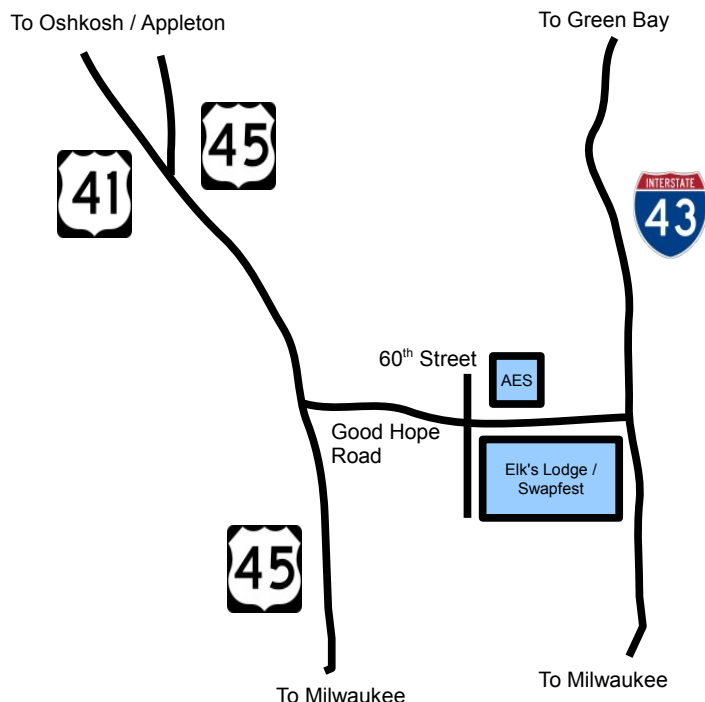 To Oshkosh / Appleton
To Green Bay
45
41
INTERSTATE
43
60th Street
AES
Good Hope
Road
Elk's Lodge /
Swapfest
45
To Milwaukee
To Milwaukee